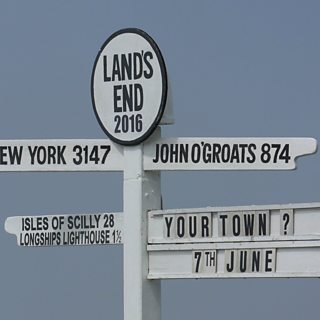 LAND'S
END
2016
EW YORK 3147
JOHN O'GROATS 874
ISLES OF SCILLY 28
LONGSHIPS LIGHTHOUSE 1½
YOUR TOWN ?
7TH JUNE